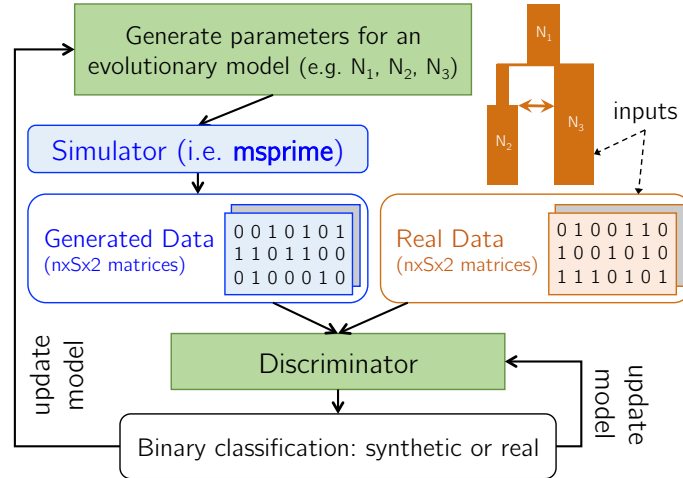 Generate parameters for an
evolutionary model (e.g. N₁, N₂, N₃)
N₁
N₂
N₃
inputs
Simulator (i.e. msprime)
Generated Data
(nxSx2 matrices)
0 0 1 0 1 0 1
1 1 0 1 1 0 0
0 1 0 0 0 1 0
Real Data
(nxSx2 matrices)
0 1 0 0 1 1 0
1 0 0 1 0 1 0
1 1 1 0 1 0 1
Discriminator
update
model
update
model
Binary classification: synthetic or real